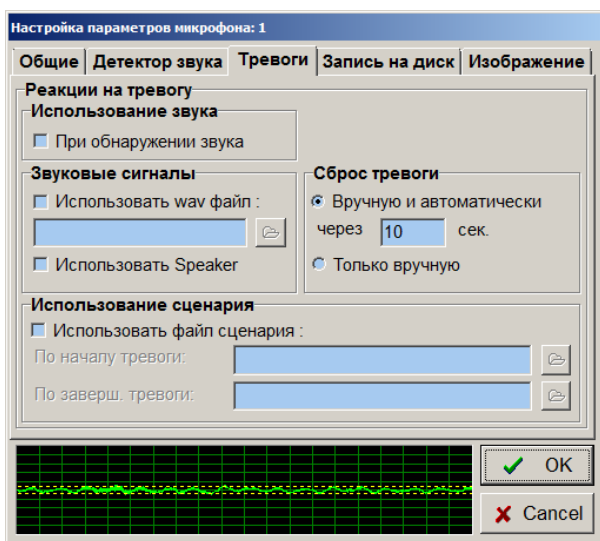 Настройка параметров микрофона: 1
Общие Детектор звука Тревоги Запись на диск Изображение
Реакции на тревогу
Использование звука
При обнаружении звука
Звуковые сигналы
Использовать wav файл :
Использовать Speaker
Сброс тревоги
Вручную и автоматически
через 10 сек.
Только вручную
Использование сценария
Использовать файл сценария :
По началу тревоги:
По заверш. тревоги:
OK
Cancel